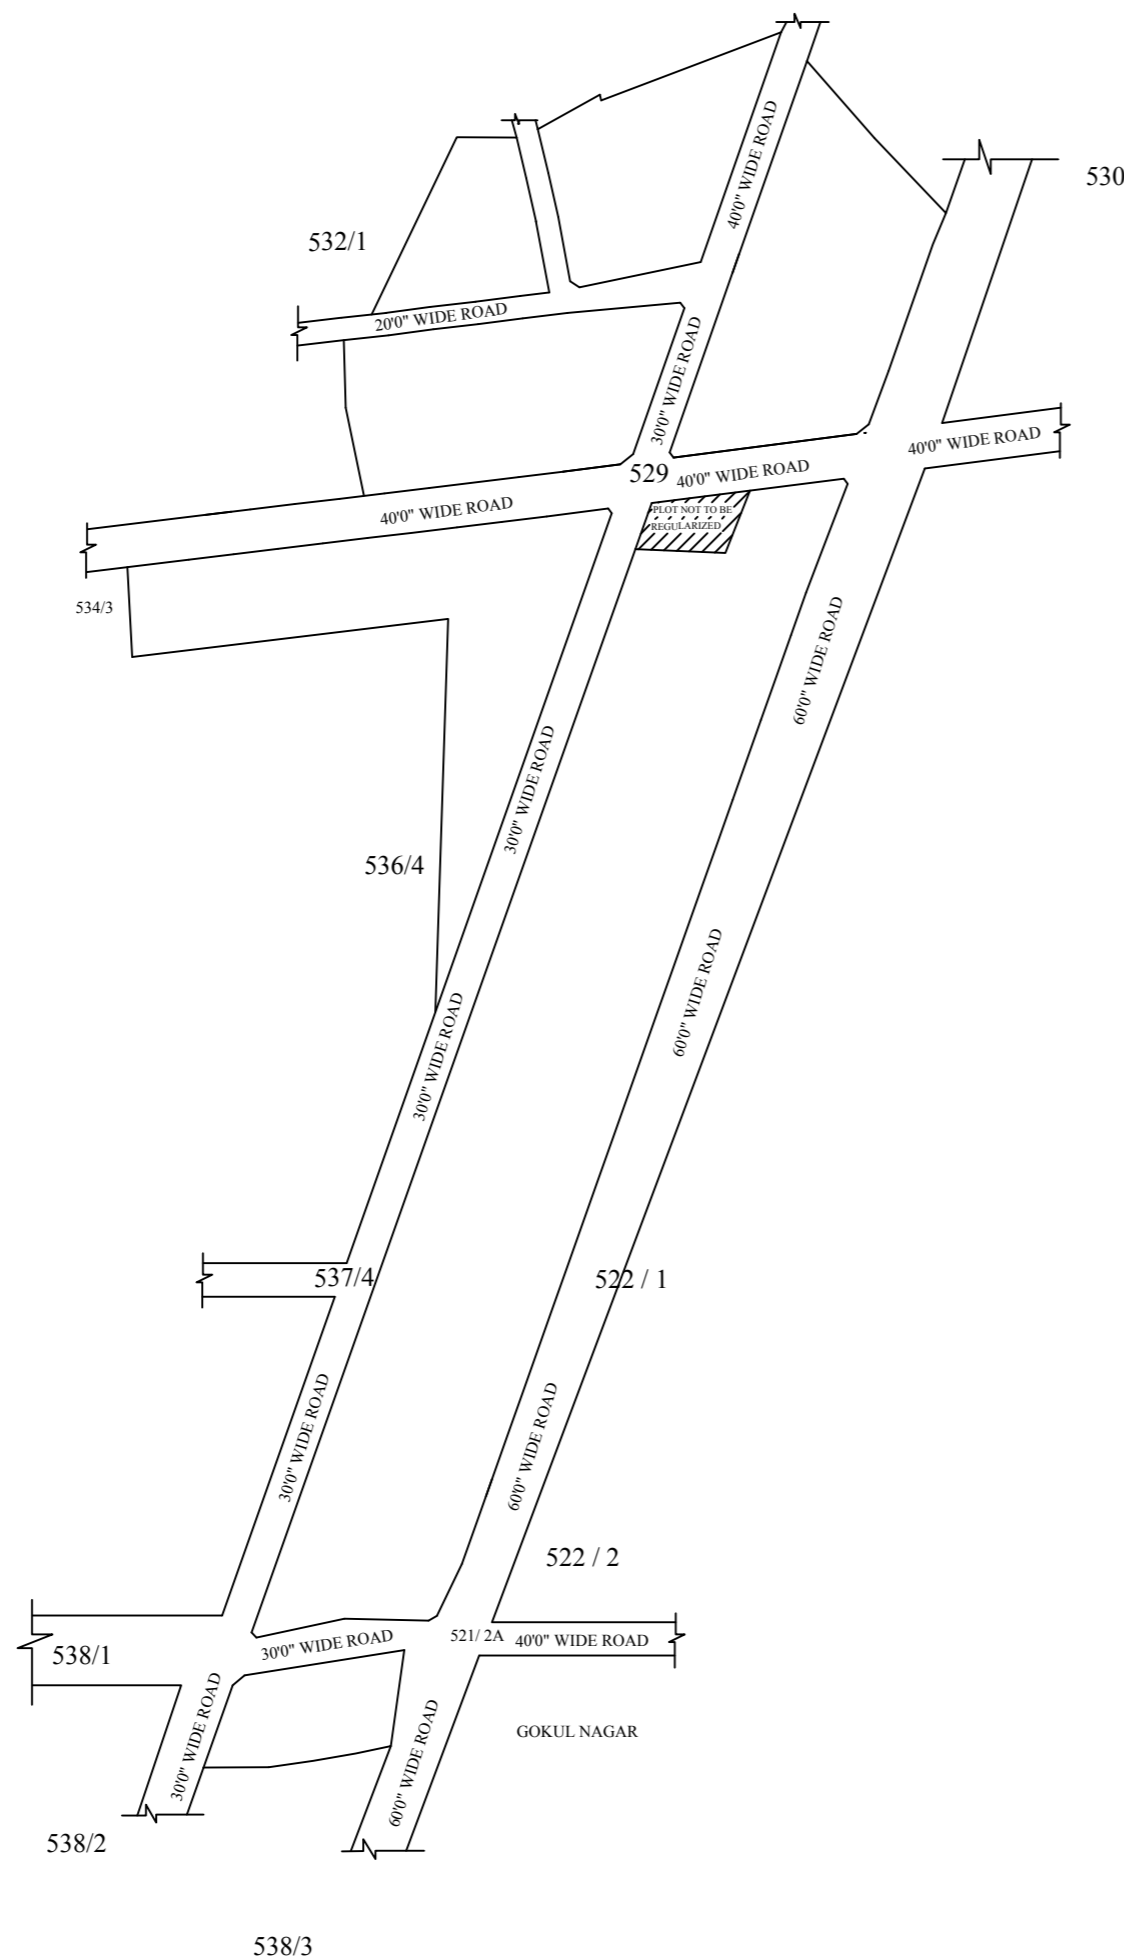 40'0" WIDE ROAD
530
532/1
20'0" WIDE ROAD
30'0" WIDE ROAD
40'0" WIDE ROAD
529
40'0" WIDE ROAD
40'0" WIDE ROAD
PLOT NOT TO BE
REGULARIZED
534/3
60'0" WIDE ROAD
30'0" WIDE ROAD
536/4
60'0" WIDE ROAD
30'0" WIDE ROAD
537/4
522 / 1
30'0" WIDE ROAD
60'0" WIDE ROAD
522 / 2
538/1
30'0" WIDE ROAD
521/ 2A
40'0" WIDE ROAD
30'0" WIDE ROAD
GOKUL NAGAR
60'0" WIDE ROAD
538/2
538/3